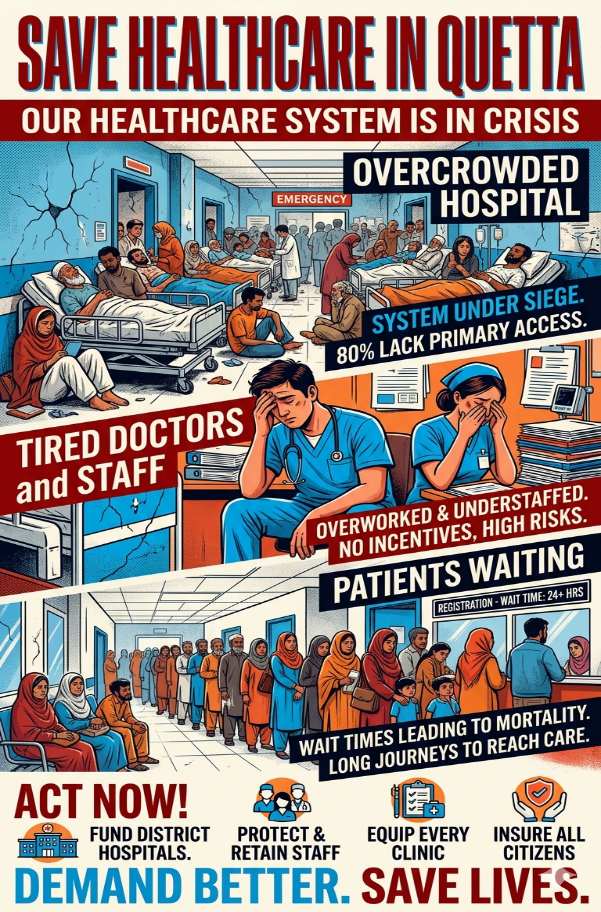 SAVE HEALTHCARE IN QUETTA
OUR HEALTHCARE SYSTEM IS IN CRISIS
OVERCROWDED
HOSPITAL
EMERGENCY
SYSTEM UNDER SIEGE.
80% LACK PRIMARY ACCESS.
TIRED DOCTORS
and STAFF
OVERWORKED & UNDERSTAFFED.
NO INCENTIVES, HIGH RISKS.
PATIENTS WAITING
REGISTRATION - WAIT TIME: 24+ HRS
WAIT TIMES LEADING TO MORTALITY.
LONG JOURNEYS TO REACH CARE.
ACT NOW!
FUND DISTRICT
HOSPITALS.
PROTECT &
RETAIN STAFF
EQUIP EVERY
CLINIC
INSURE ALL
CITIZENS
DEMAND BETTER. SAVE LIVES.